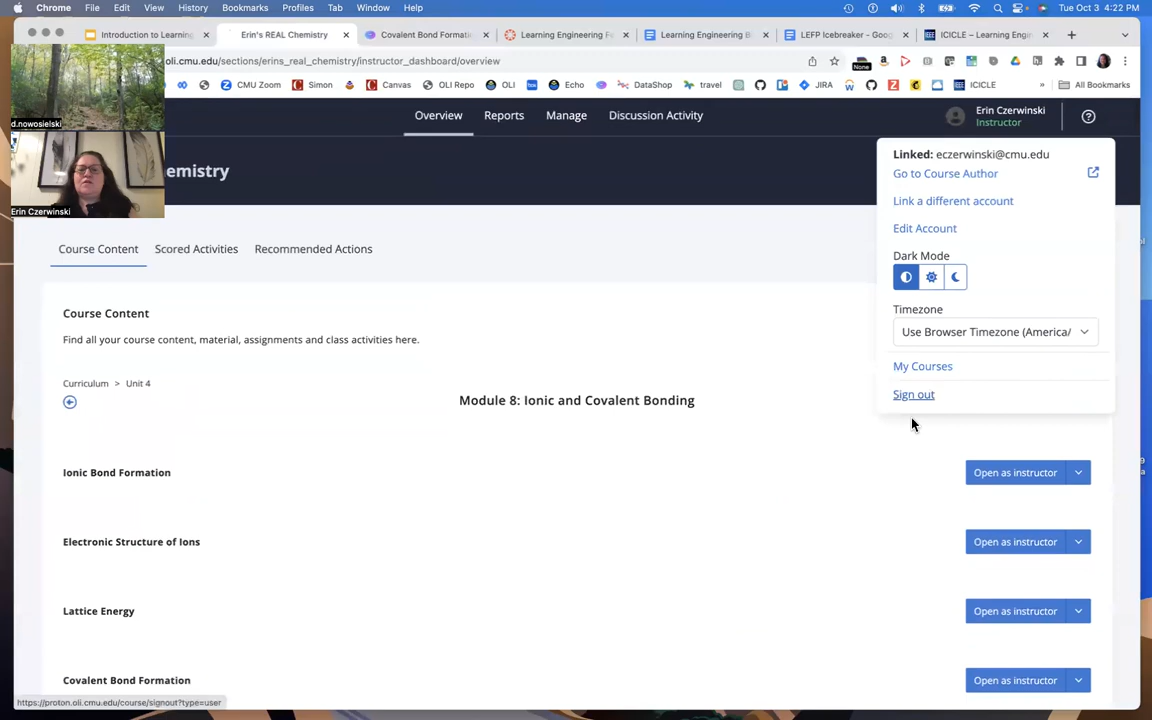 Chrome File Edit View History Bookmarks Profiles Tab Window Help Tue Oct 3 4:22 PM
Introduction to Learning Erin's REAL Chemistry Covalent Bond Formati Learning Engineering Fe Learning Engineering B LEFP Icebreaker - Goog ICICLE – Learning Engin
oli.cmu.edu/sections/erins_real_chemistry/instructor_dashboard/overview
None
CMU Zoom Simon Canvas OLI Repo OLI Echo DataShop travel JIRA ICICLE » All Bookmarks
d.nowosielski
Erin Czerwinski
Overview Reports Manage Discussion Activity
Erin Czerwinski
Instructor
emistry
Linked: eczerwinski@cmu.edu
Go to Course Author
Link a different account
Edit Account
Dark Mode
Timezone
Use Browser Timezone (America/
My Courses
Sign out
Course Content Scored Activities Recommended Actions
Course Content
Find all your course content, material, assignments and class activities here.
Curriculum > Unit 4
Module 8: Ionic and Covalent Bonding
Ionic Bond Formation Open as instructor
Electronic Structure of Ions Open as instructor
Lattice Energy Open as instructor
Covalent Bond Formation Open as instructor
https://proton.oli.cmu.edu/course/signout?type=user